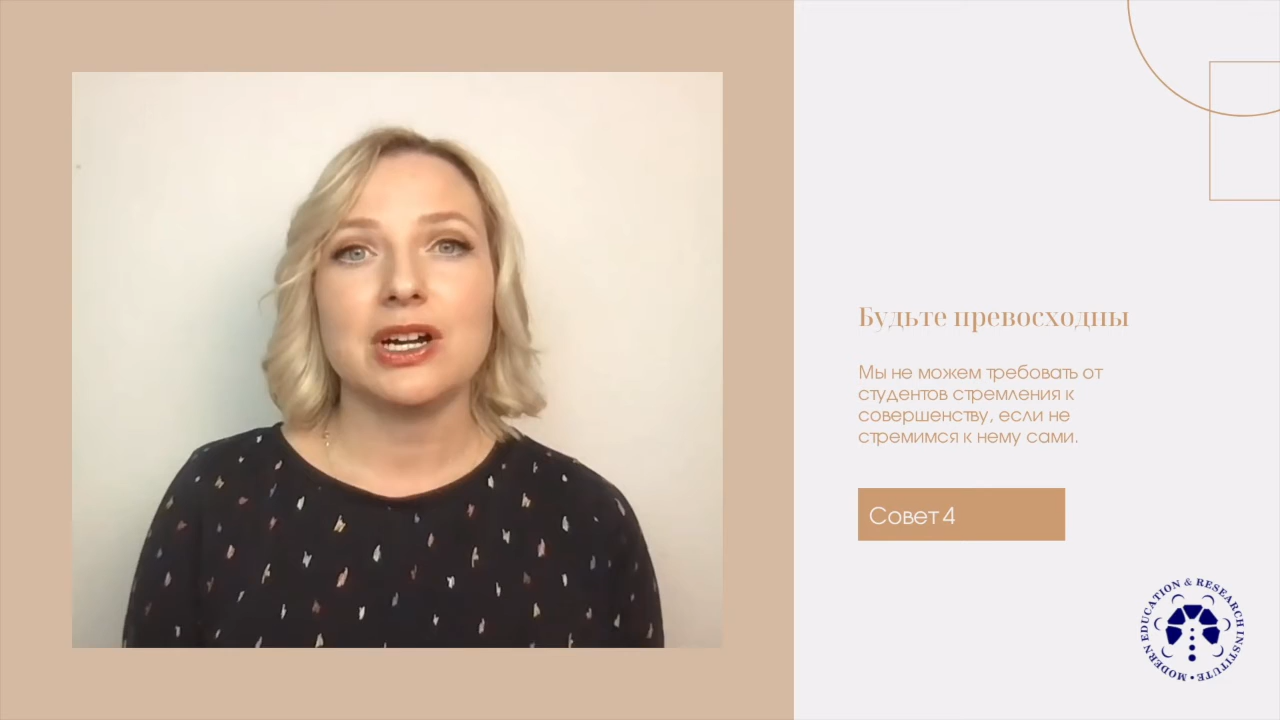 Будьте превосходны
Мы не можем требовать от
студентов стремления к
совершенству, если не
стремимся к нему сами.
Совет 4
MODERN EDUCATION & RESEARCH INSTITUTE •